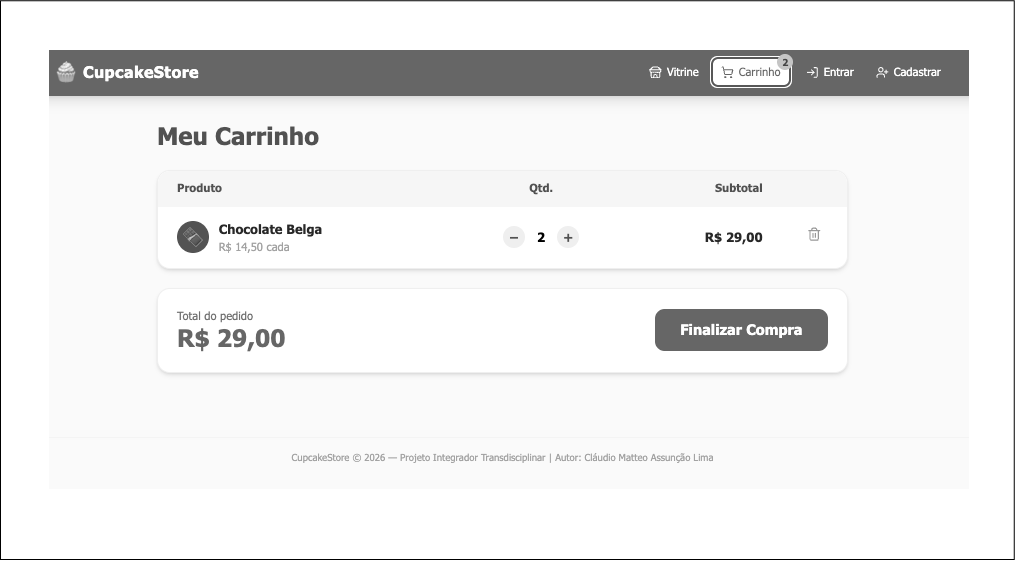 CupcakeStore
Vitrine
Carrinho
2
Entrar
Cadastrar
Meu Carrinho
Produto Qtd. Subtotal
Chocolate Belga
R$ 14,50 cada
− 2 +
R$ 29,00
Total do pedido
R$ 29,00
Finalizar Compra
CupcakeStore © 2026 — Projeto Integrador Transdisciplinar | Autor: Cláudio Matteo Assunção Lima